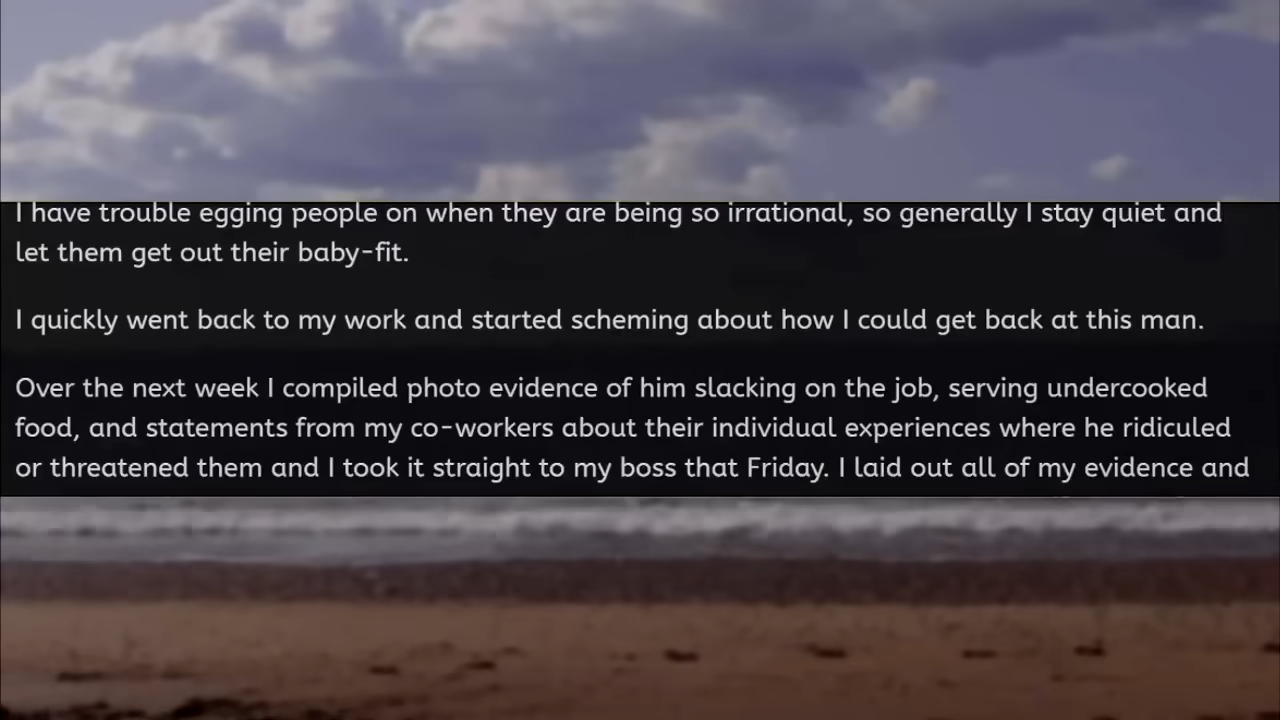 I have trouble egging people on when they are being so irrational, so generally I stay quiet and
let them get out their baby-fit.
I quickly went back to my work and started scheming about how I could get back at this man.
Over the next week I compiled photo evidence of him slacking on the job, serving undercooked
food, and statements from my co-workers about their individual experiences where he ridiculed
or threatened them and I took it straight to my boss that Friday. I laid out all of my evidence and